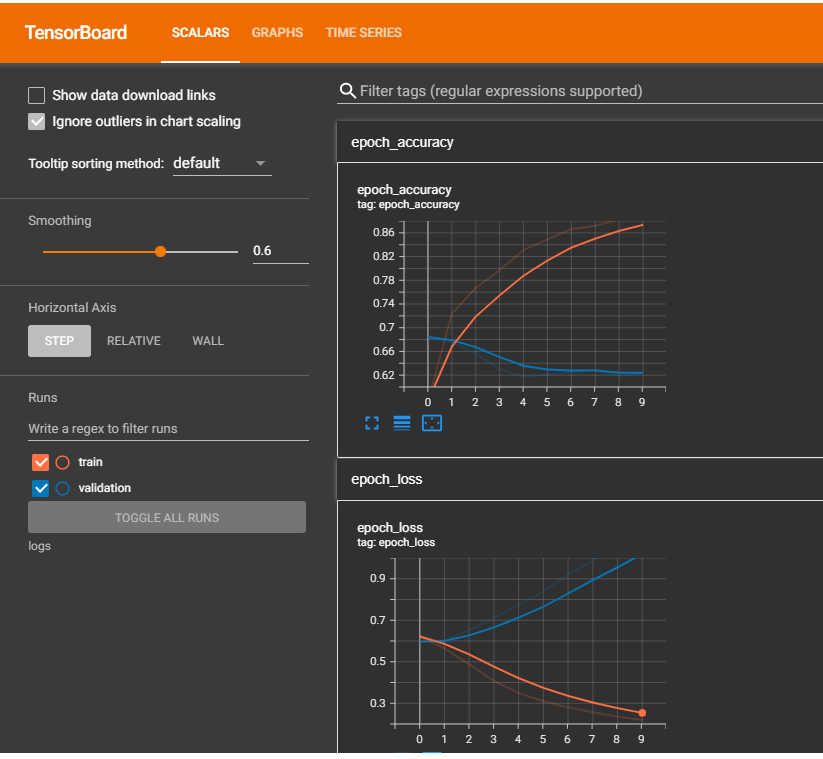 TensorBoard SCALARS GRAPHS TIME SERIES
Show data download links
Ignore outliers in chart scaling
Tooltip sorting method: default
Smoothing
0.6
Horizontal Axis
STEP RELATIVE WALL
Runs
Write a regex to filter runs
train
validation
TOGGLE ALL RUNS
logs
Filter tags (regular expressions supported)
epoch_accuracy
epoch_accuracy
tag: epoch_accuracy
0.86
0.82
0.78
0.74
0.7
0.66
0.62
0 1 2 3 4 5 6 7 8 9
epoch_loss
epoch_loss
tag: epoch_loss
0.9
0.7
0.5
0.3
0 1 2 3 4 5 6 7 8 9